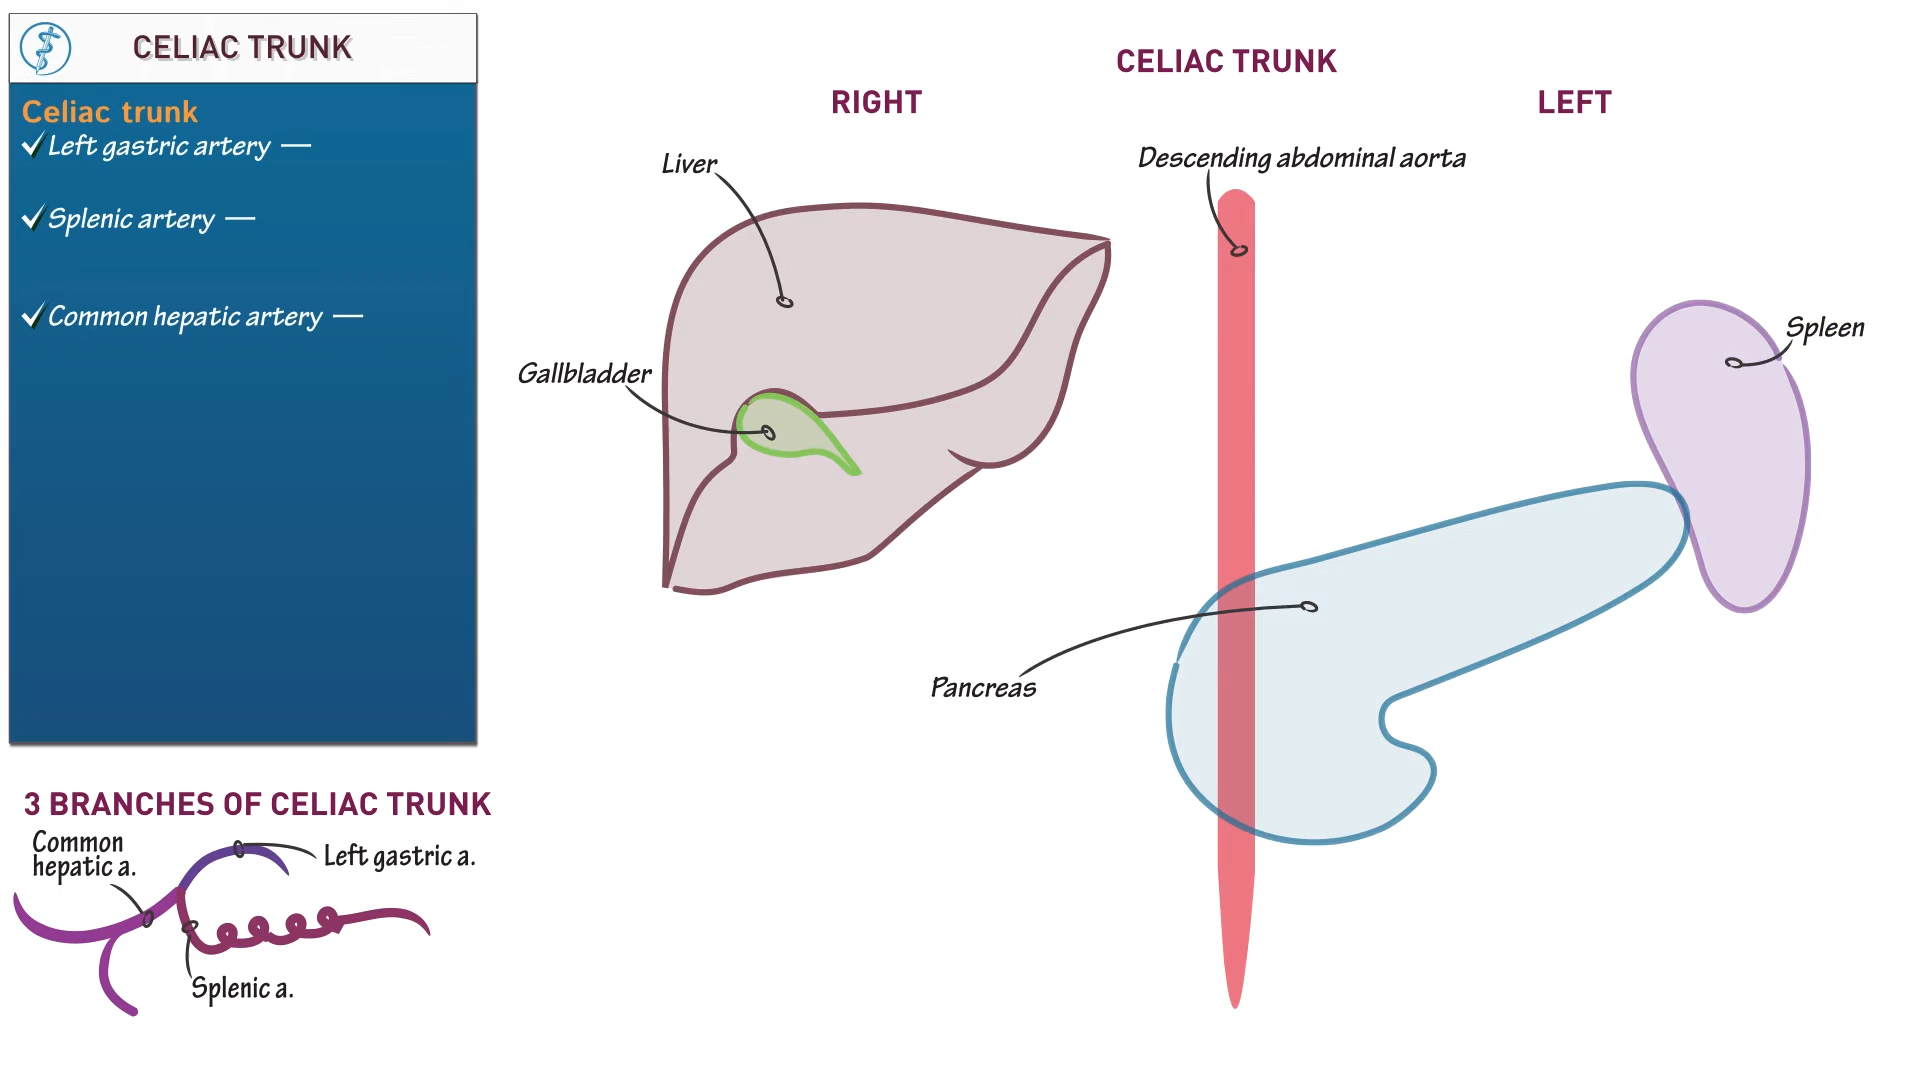 CELIAC TRUNK
Celiac trunk
✓Left gastric artery —
✓Splenic artery —
✓Common hepatic artery —
3 BRANCHES OF CELIAC TRUNK
Common
hepatic a.
Left gastric a.
Splenic a.
CELIAC TRUNK
RIGHT
LEFT
Liver
Descending abdominal aorta
Spleen
Gallbladder
Pancreas